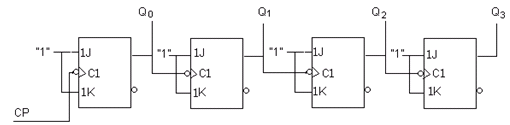 Q0 Q1 Q2 Q3
"1" 1J "1" 1J "1" 1J "1" 1J
C1 C1 C1 C1
1K 1K 1K 1K
CP